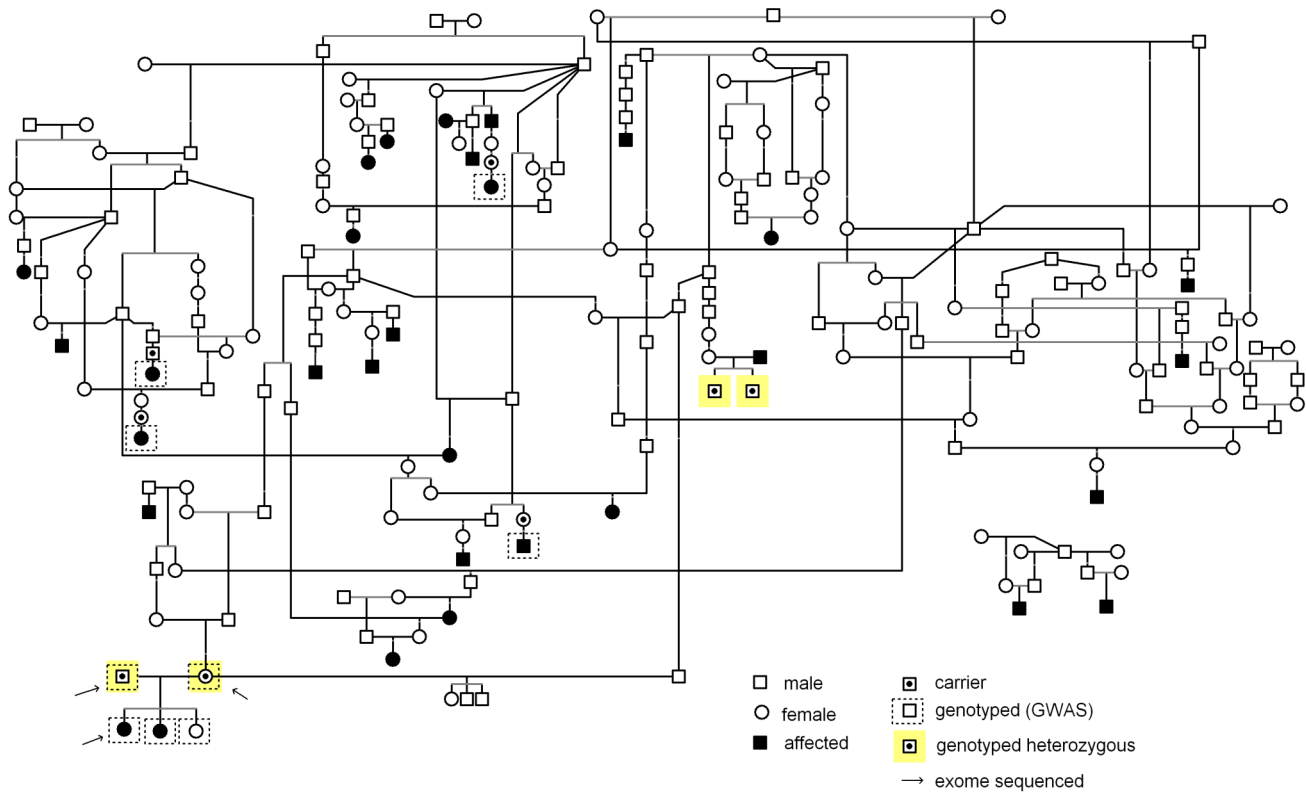 male
female
affected
carrier
genotyped (GWAS)
genotyped heterozygous
exome sequenced